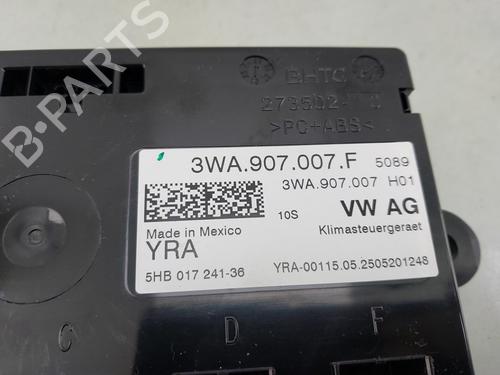 BHTC
273502-
>PC+ABS<
3WA.907.007.F 5089
3WA.907.007 H01
10S VW AG
Made in Mexico
Klimasteuergeraet
YRA
5HB 017 241-36 YRA-00115.05.2505201248
C D F
B-PARTS